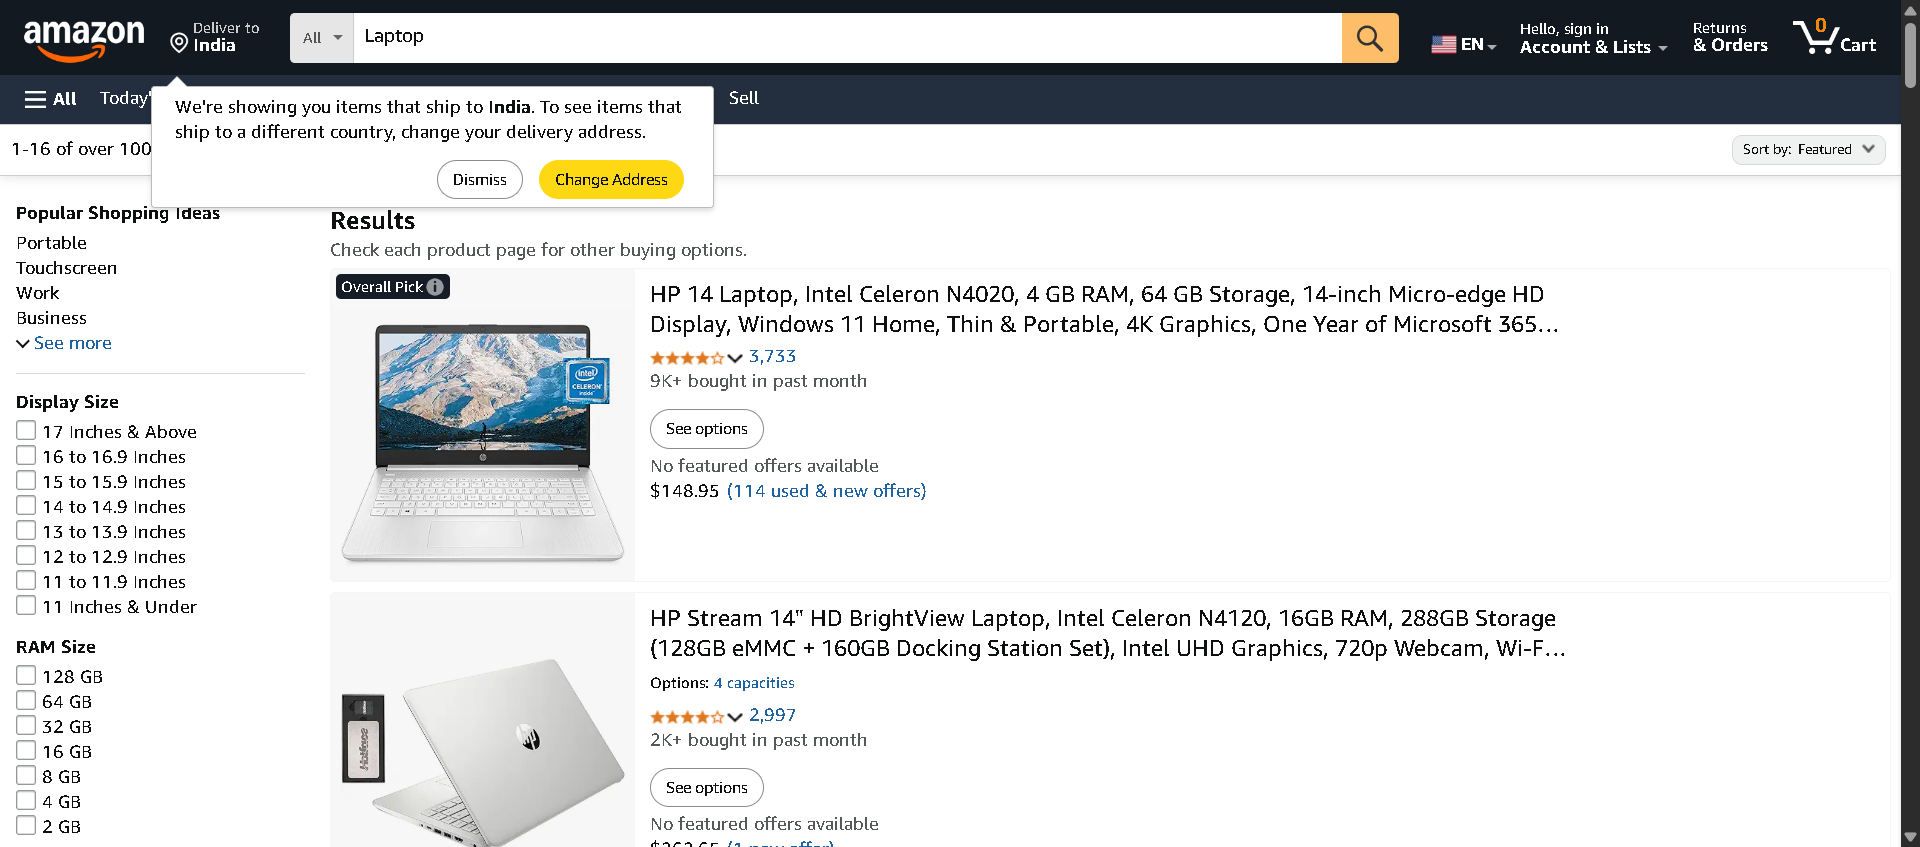 amazon
Deliver to
India
All
Laptop
EN
Hello, sign in
Account & Lists
Returns
& Orders
0
Cart
All
Today'
Sell
We're showing you items that ship to India. To see items that
ship to a different country, change your delivery address.
Dismiss
Change Address
1-16 of over 100
Sort by: Featured
Popular Shopping Ideas
Portable
Touchscreen
Work
Business
See more
Display Size
17 Inches & Above
16 to 16.9 Inches
15 to 15.9 Inches
14 to 14.9 Inches
13 to 13.9 Inches
12 to 12.9 Inches
11 to 11.9 Inches
11 Inches & Under
RAM Size
128 GB
64 GB
32 GB
16 GB
8 GB
4 GB
2 GB
Results
Check each product page for other buying options.
Overall Pick
intel
CELERON
inside
HP 14 Laptop, Intel Celeron N4020, 4 GB RAM, 64 GB Storage, 14-inch Micro-edge HD
Display, Windows 11 Home, Thin & Portable, 4K Graphics, One Year of Microsoft 365…
3,733
9K+ bought in past month
See options
No featured offers available
$148.95 (114 used & new offers)
hp
HP Stream 14" HD BrightView Laptop, Intel Celeron N4120, 16GB RAM, 288GB Storage
(128GB eMMC + 160GB Docking Station Set), Intel UHD Graphics, 720p Webcam, Wi-F…
Options: 4 capacities
2,997
2K+ bought in past month
See options
No featured offers available
(1 new offer)